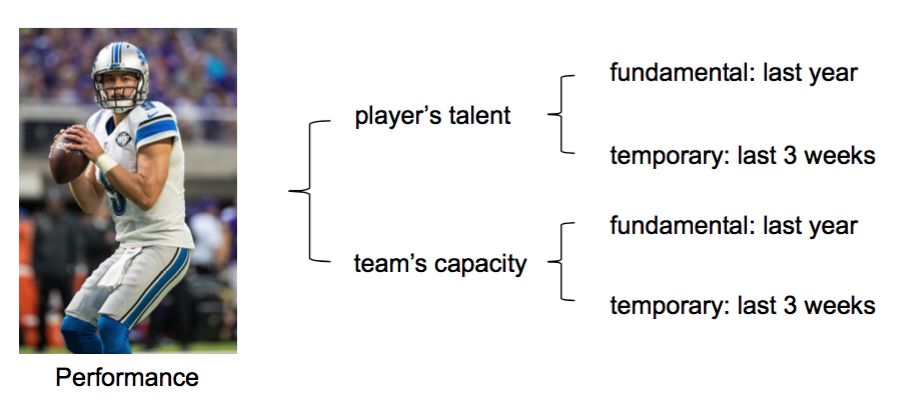 fundamental: last year
player's talent
temporary: last 3 weeks
fundamental: last year
team's capacity
temporary: last 3 weeks
Performance